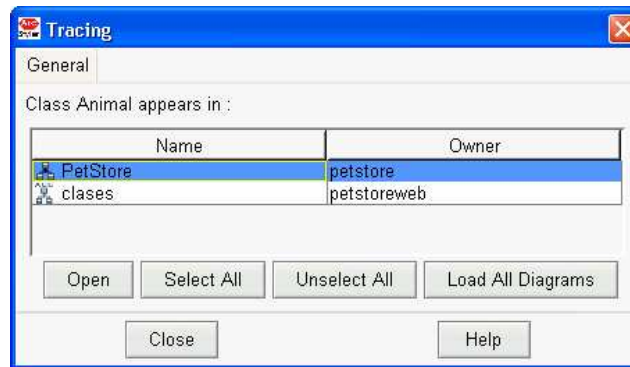 Tracing
General
Class Animal appears in :
Name Owner
PetStore petstore
clases petstoreweb
Open Select All Unselect All Load All Diagrams
Close Help